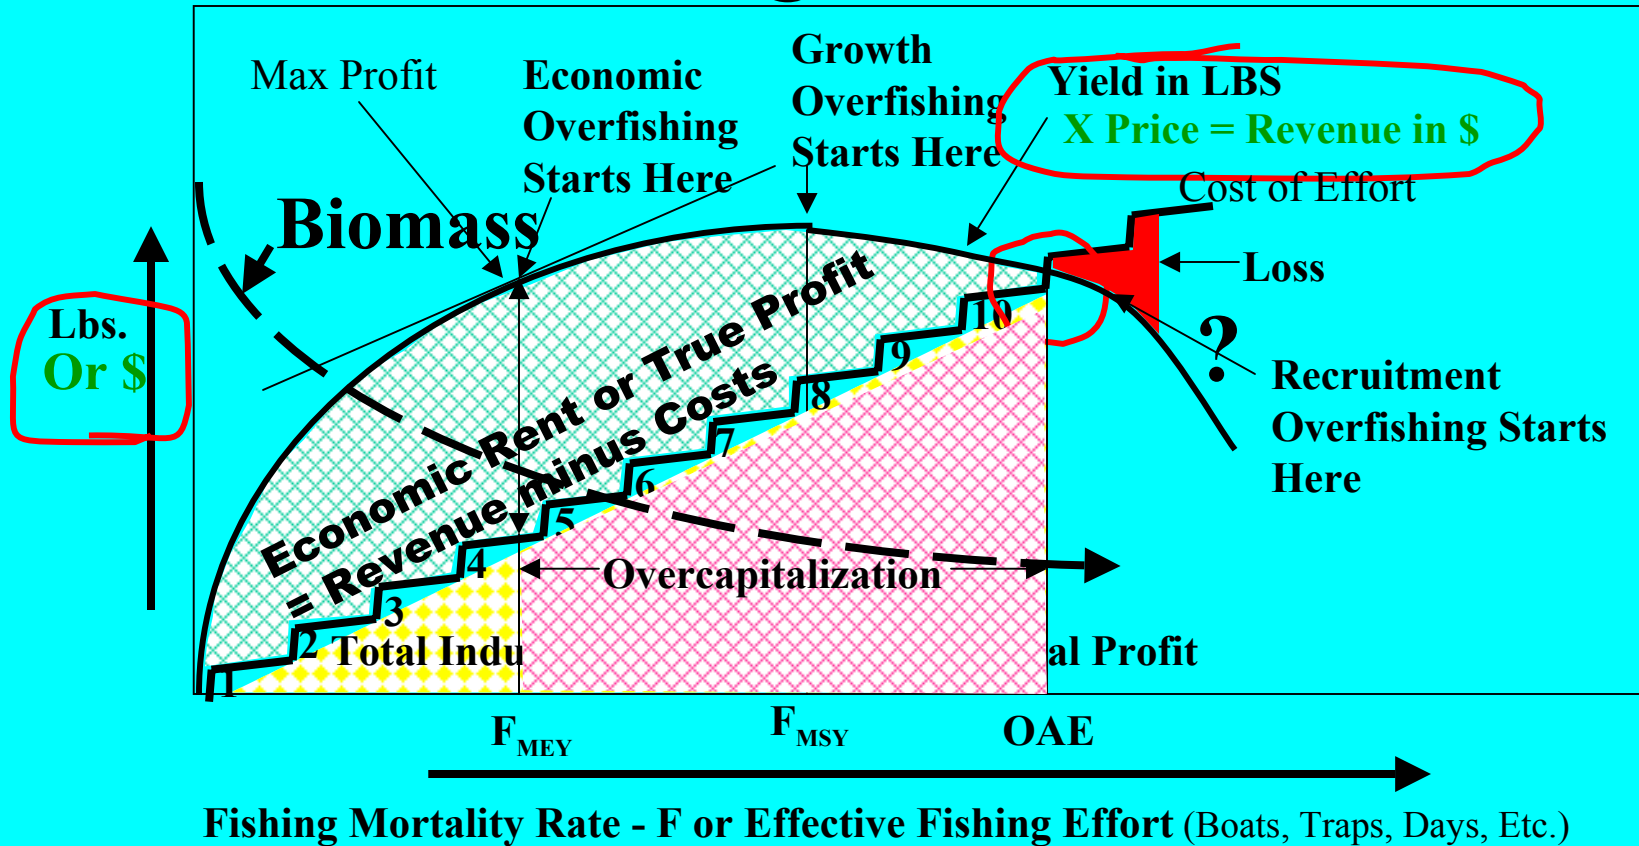 Max Profit
Economic
Overfishing
Starts Here
Growth
Overfishing
Starts Here
Yield in LBS
X Price = Revenue in $
Cost of Effort
Biomass
Loss
Lbs.
Or $
?
Recruitment
Overfishing Starts
Here
Economic Rent or True Profit
= Revenue minus Costs
1
2
3
4
5
6
7
8
9
10
Overcapitalization
Total Indu
al Profit
FMEY
FMSY
OAE
Fishing Mortality Rate - F or Effective Fishing Effort (Boats, Traps, Days, Etc.)